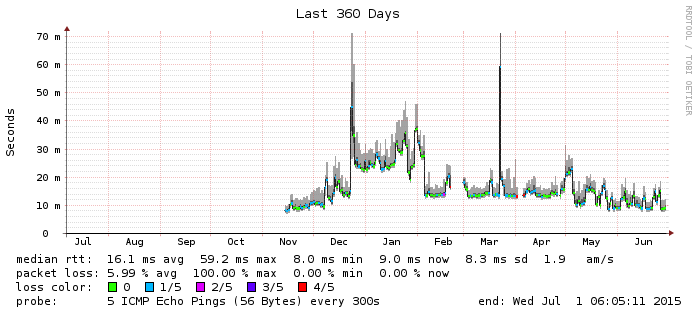 Last 360 Days
RRDTOOL / TOBI OETIKER
Seconds
70 m
60 m
50 m
40 m
30 m
20 m
10 m
0
Jul Aug Sep Oct Nov Dec Jan Feb Mar Apr May Jun
median rtt: 16.1 ms avg 59.2 ms max 8.0 ms min 9.0 ms now 8.3 ms sd 1.9 am/s
packet loss: 5.99 % avg 100.00 % max 0.00 % min 0.00 % now
loss color: 0 1/5 2/5 3/5 4/5
probe: 5 ICMP Echo Pings (56 Bytes) every 300s end: Wed Jul 1 06:05:11 2015